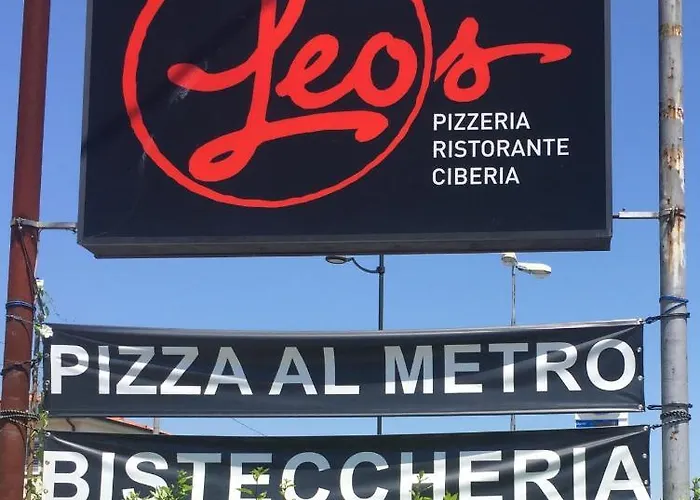 Leo's
PIZZERIA
RISTORANTE
CIBERIA
PIZZA AL METRO
BISTECCHERIA